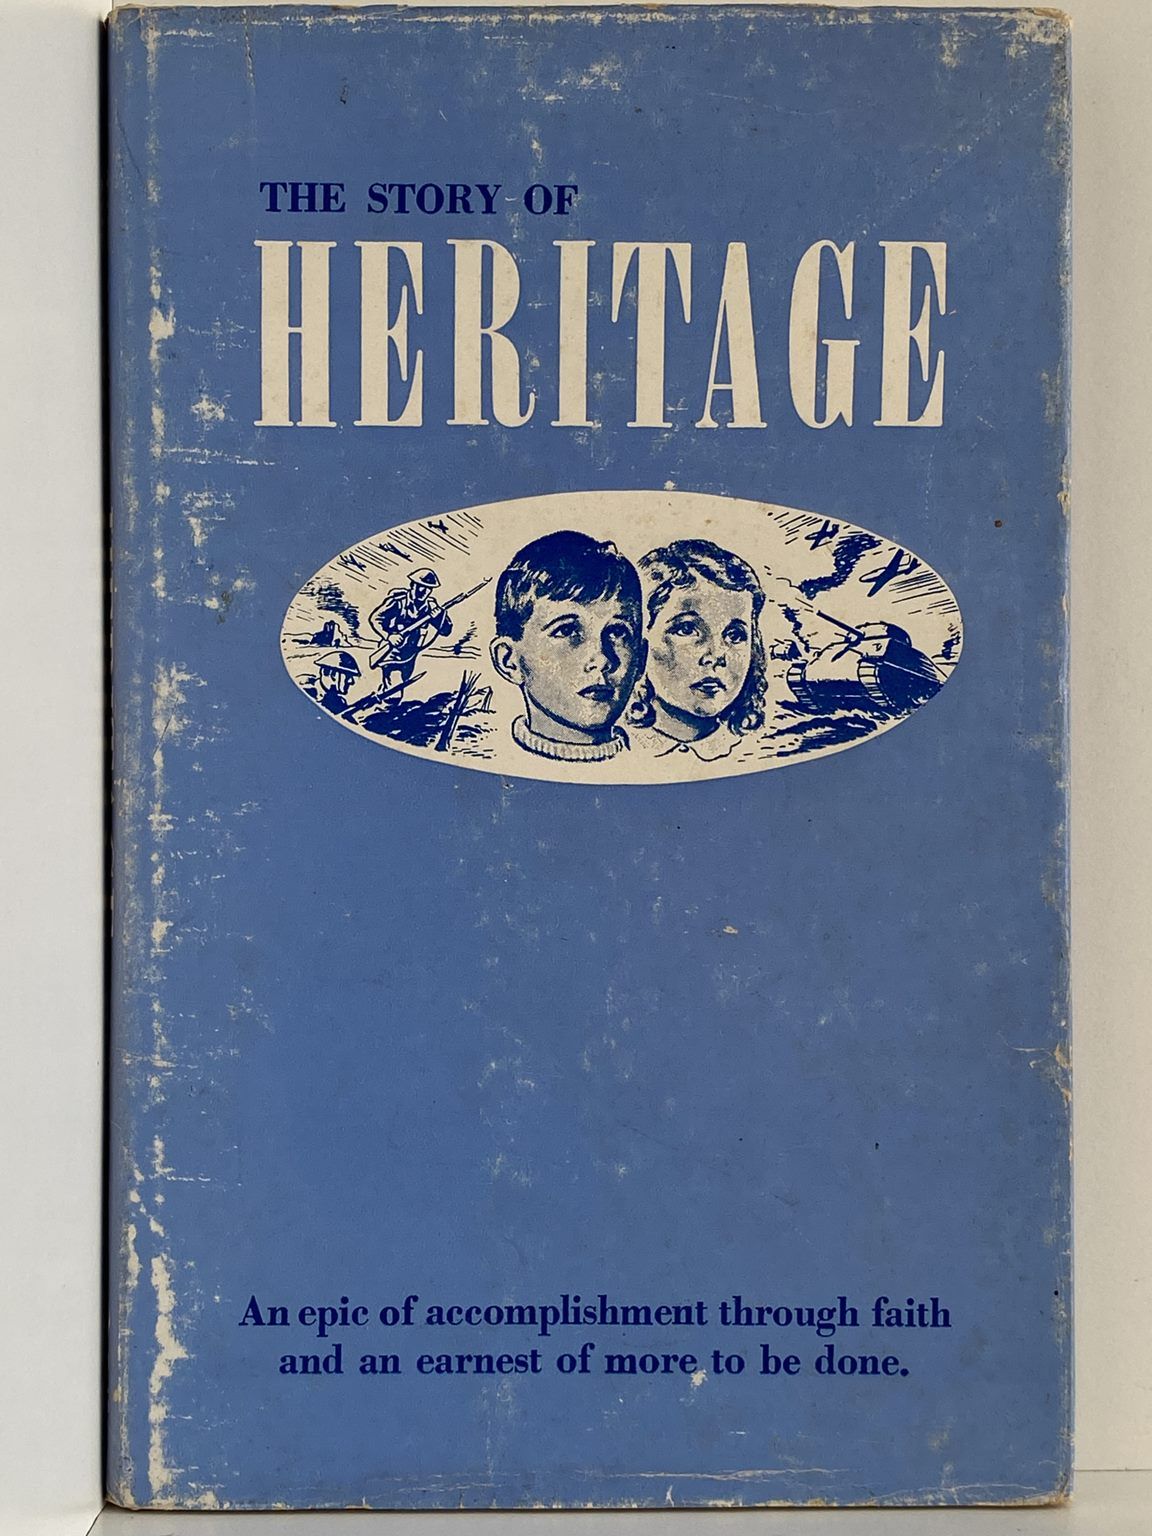 THE STORY OF
HERITAGE
An epic of accomplishment through faith
and an earnest of more to be done.